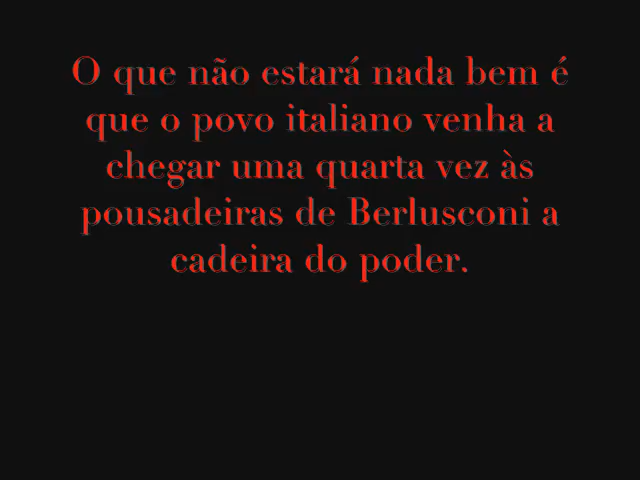 O que não estará nada bem é
que o povo italiano venha a
chegar uma quarta vez às
pousadeiras de Berlusconi a
cadeira do poder.